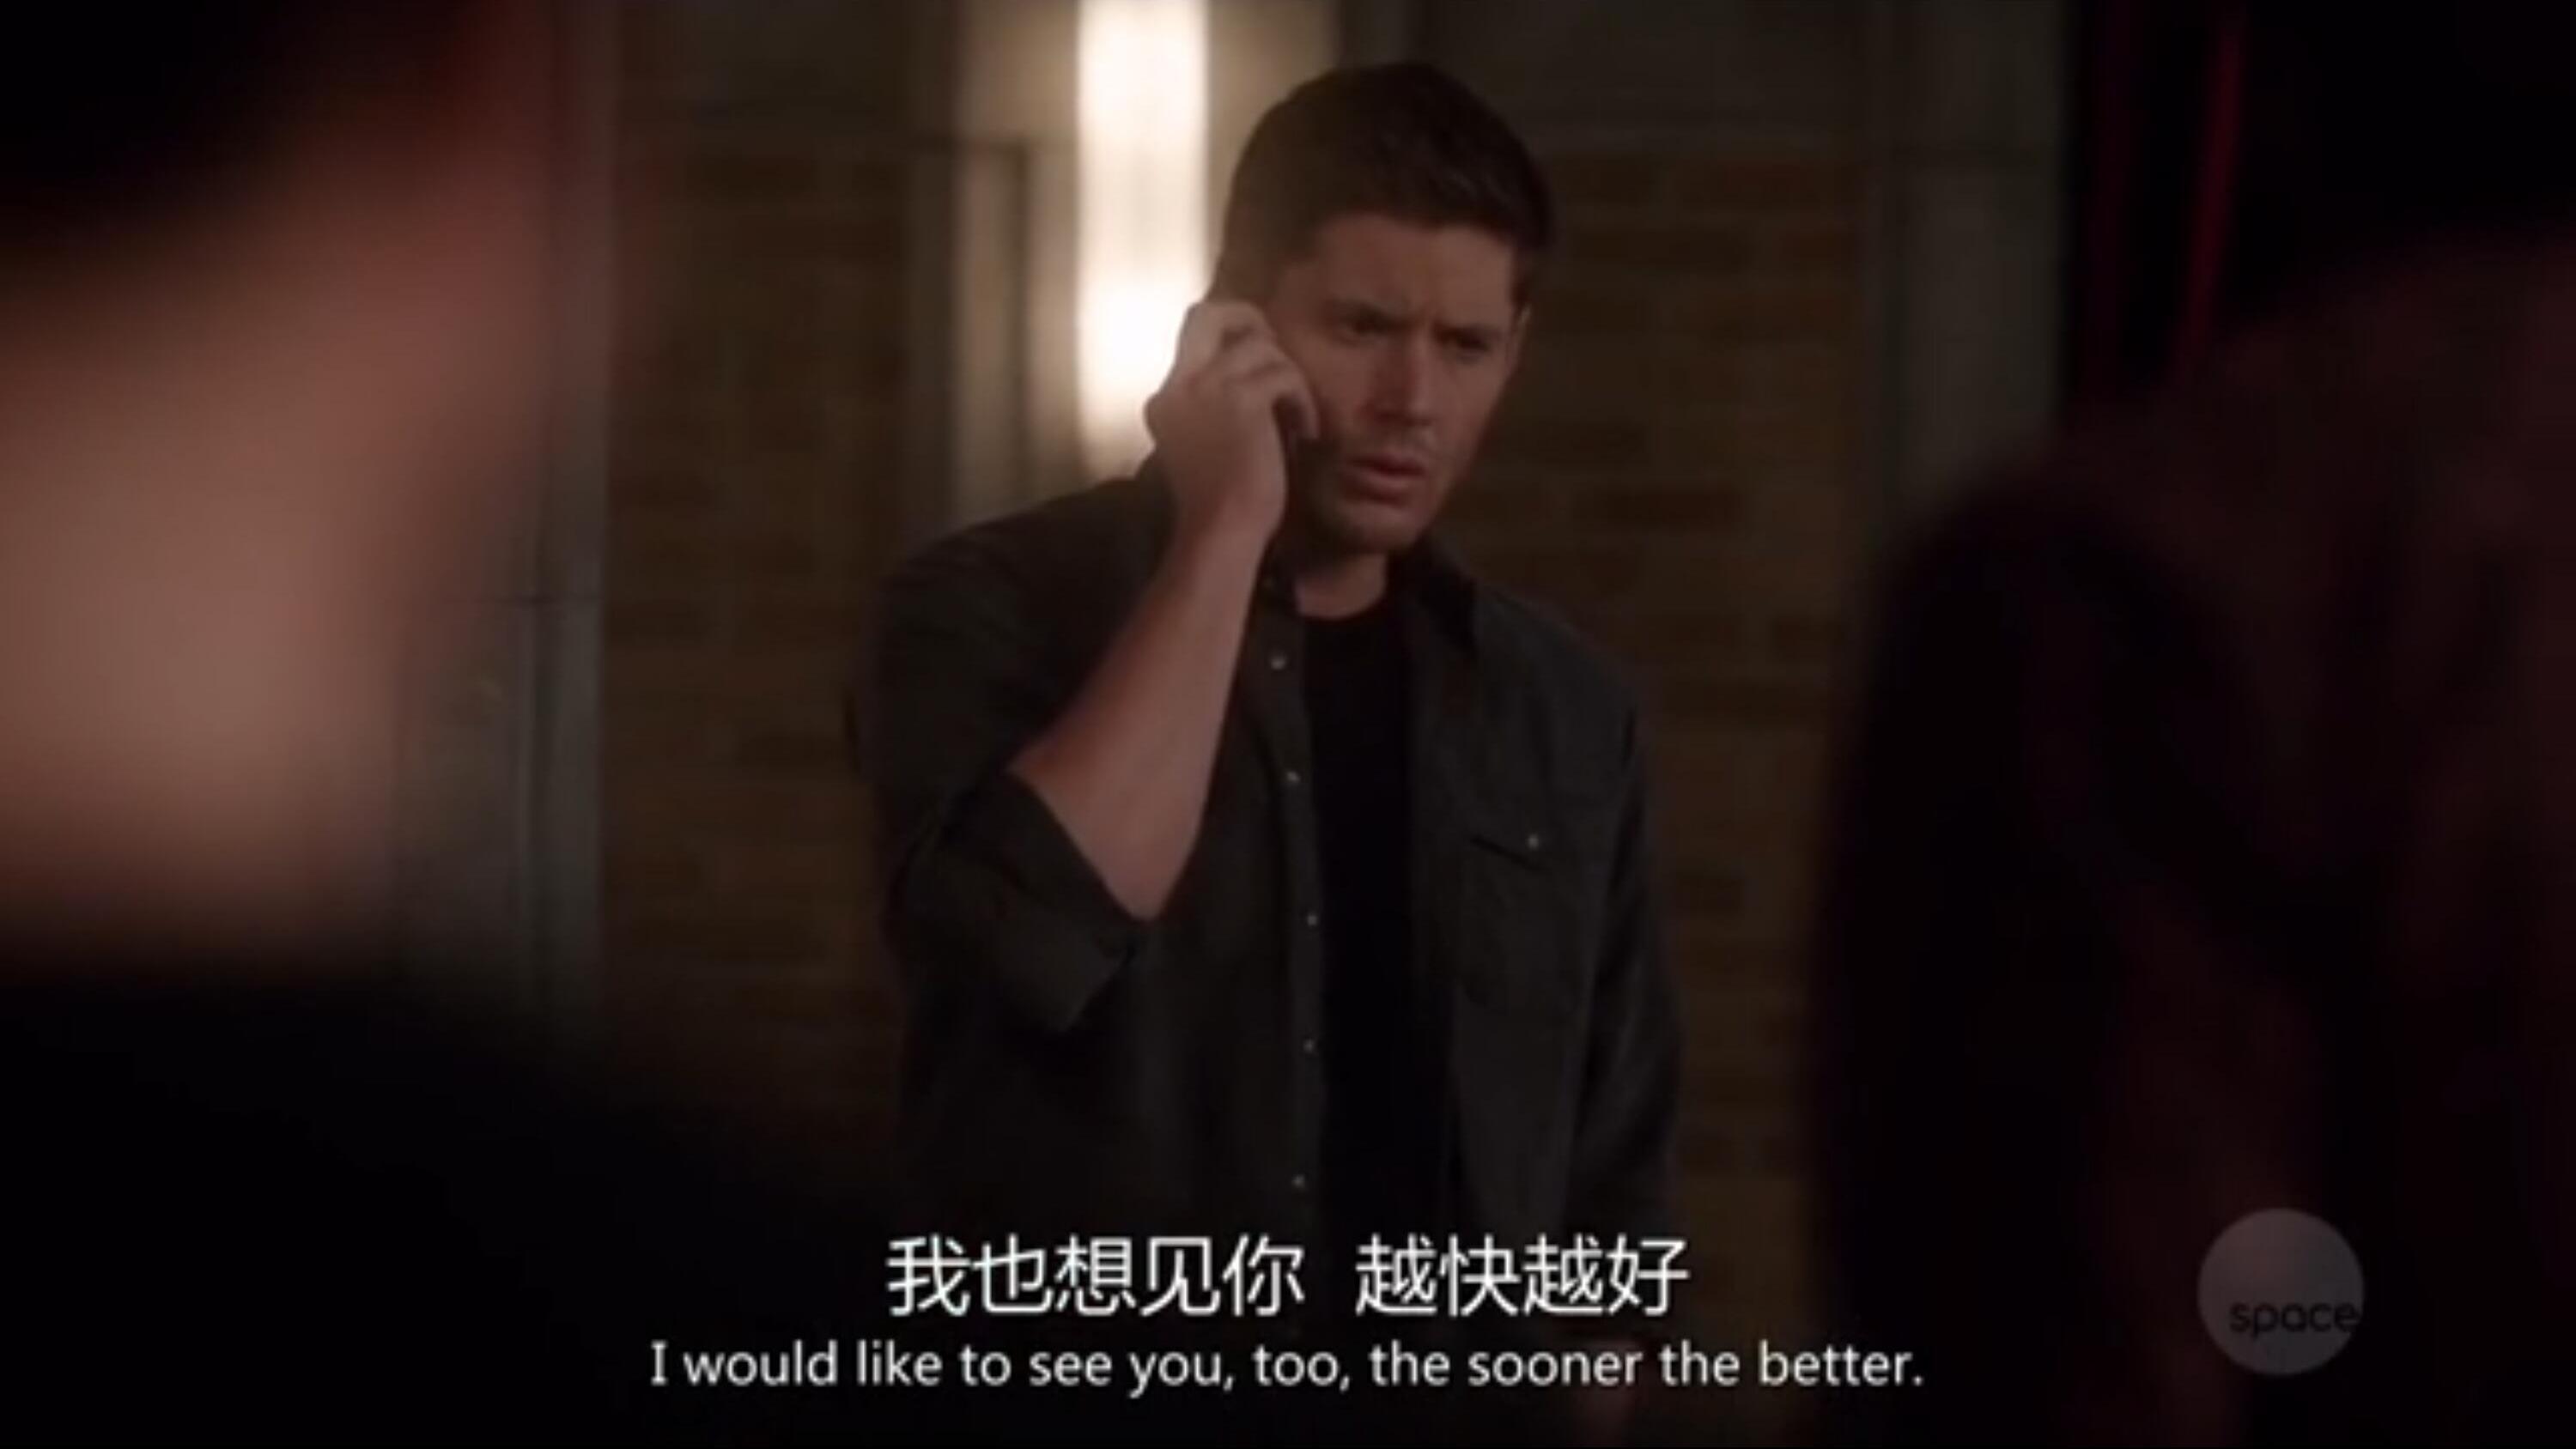 我也想见你 越快越好
I would like to see you, too, the sooner the better.
space